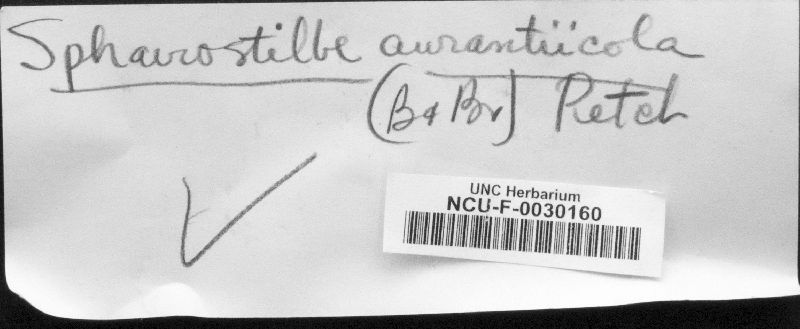 Sphaerostilbe aurantiicola
(B & Br) Petch
UNC Herbarium
NCU-F-0030160